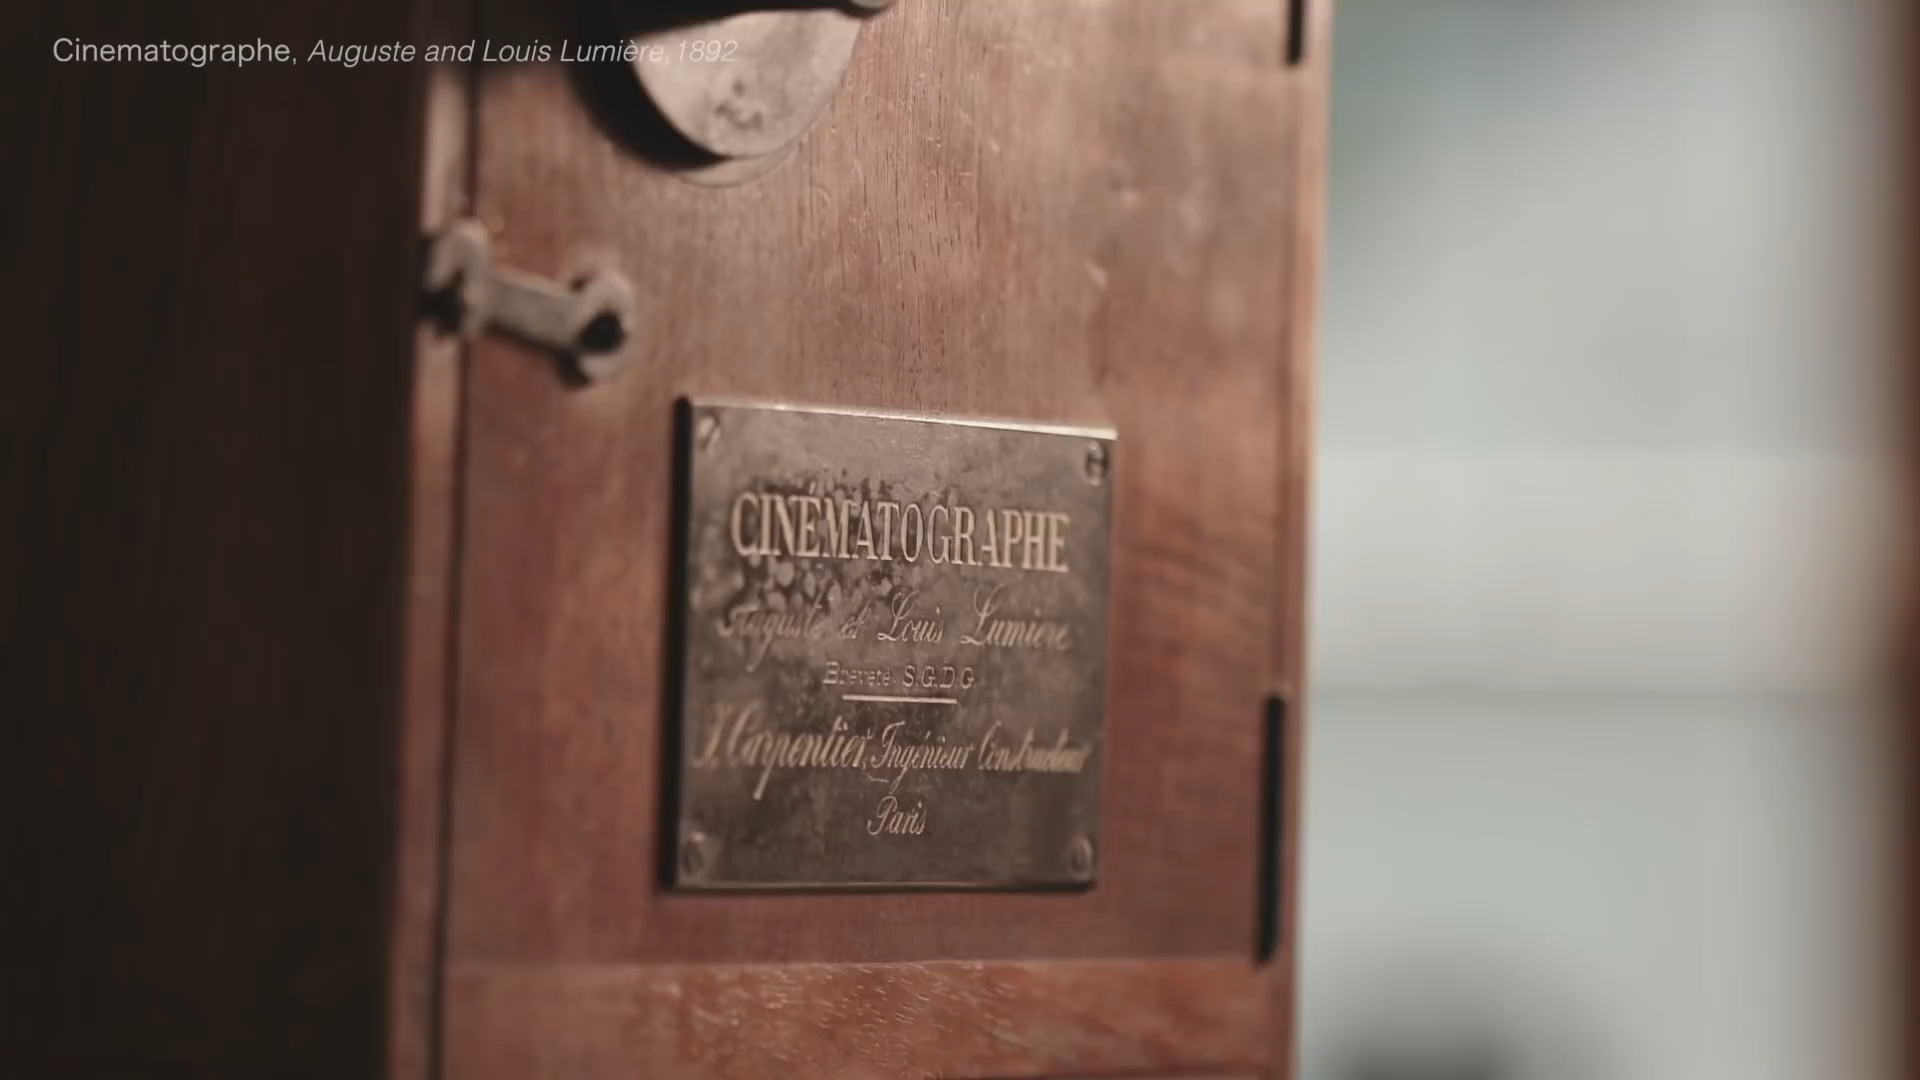 Cinematographe, Auguste and Louis Lumière, 1892
CINÉMATOGRAPHE
Auguste et Louis Lumière
Breveté S.G.D.G.
J. Carpentier, Ingénieur Constructeur
Paris